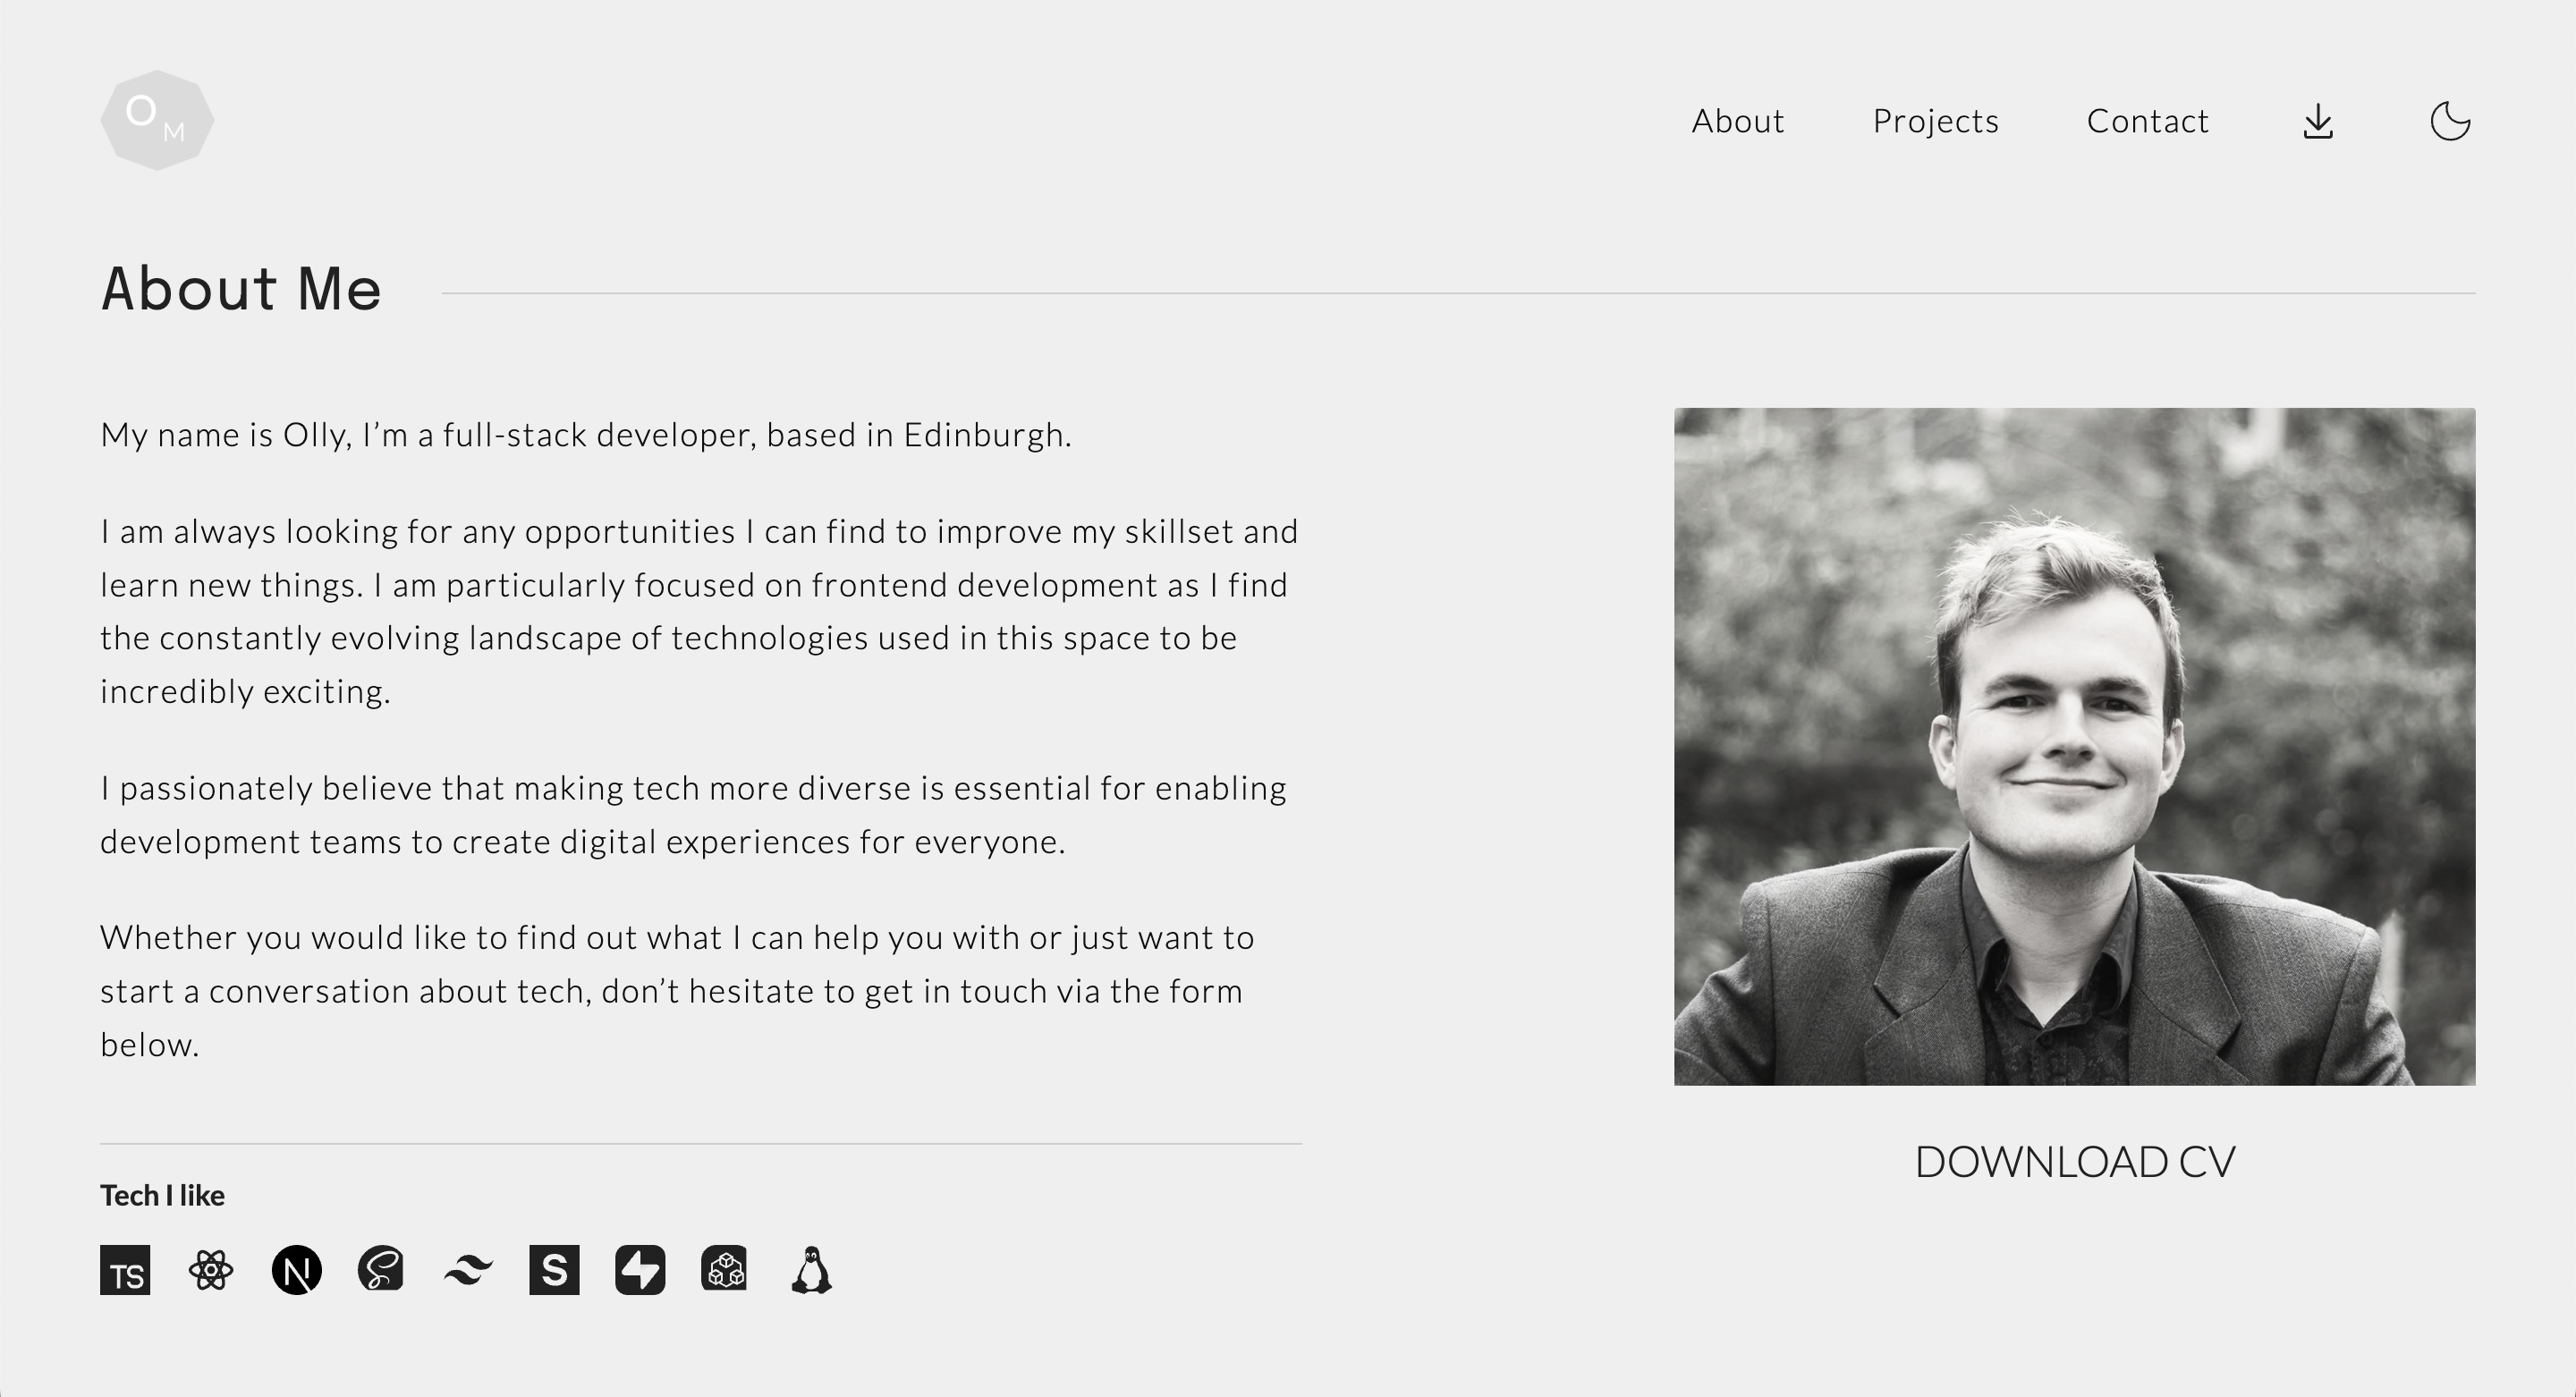 O
M
About
Projects
Contact
About Me
My name is Olly, I’m a full-stack developer, based in Edinburgh.
I am always looking for any opportunities I can find to improve my skillset and
learn new things. I am particularly focused on frontend development as I find
the constantly evolving landscape of technologies used in this space to be
incredibly exciting.
I passionately believe that making tech more diverse is essential for enabling
development teams to create digital experiences for everyone.
Whether you would like to find out what I can help you with or just want to
start a conversation about tech, don’t hesitate to get in touch via the form
below.
DOWNLOAD CV
Tech I like
TS
N
S
S